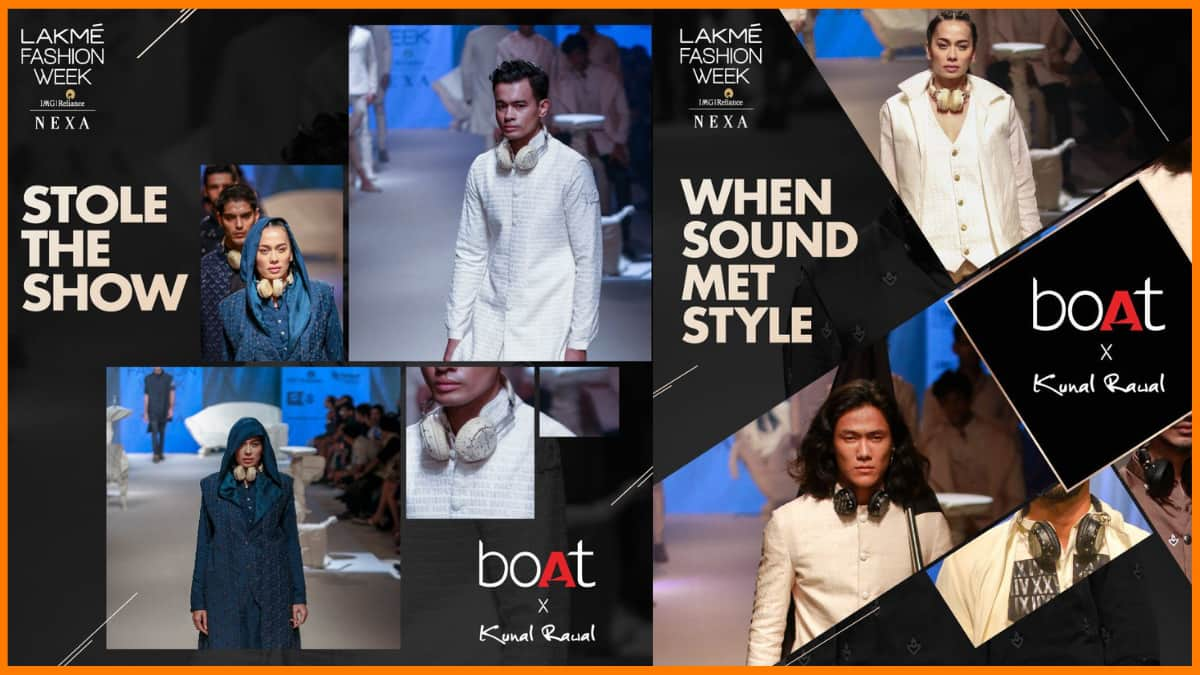 LAKMÉ
FASHION
WEEK
IMG|Reliance
NEXA
STOLE
THE
SHOW
boAt
X
Kunal Rawal
LAKMÉ
FASHION
WEEK
IMG|Reliance
NEXA
WHEN
SOUND
MET
STYLE
boAt
X
Kunal Rawal